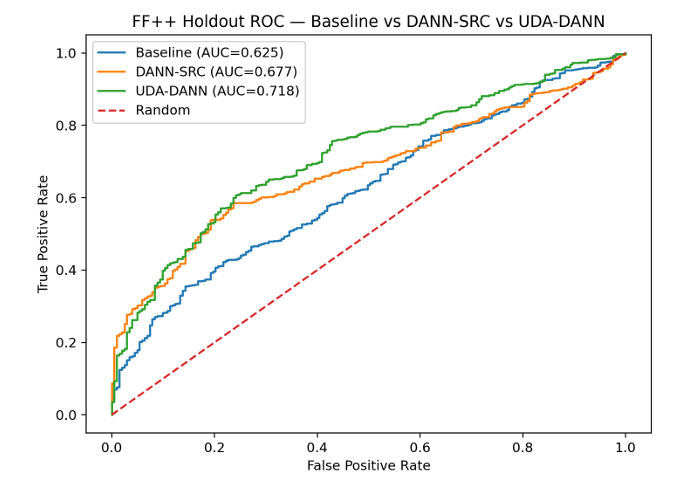 FF++ Holdout ROC — Baseline vs DANN-SRC vs UDA-DANN
Baseline (AUC=0.625)
DANN-SRC (AUC=0.677)
UDA-DANN (AUC=0.718)
Random
True Positive Rate
1.0
0.8
0.6
0.4
0.2
0.0
0.0 0.2 0.4 0.6 0.8 1.0
False Positive Rate